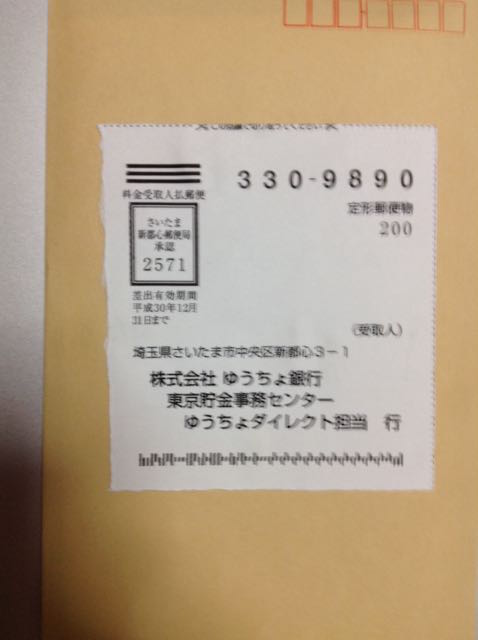 330-9890
料金受取人払郵便
定形郵便物
200
さいたま
新都心郵便局
承認
2571
差出有効期間
平成30年12月
31日まで
(受取人)
埼玉県さいたま市中央区新都心3-1
株式会社 ゆうちょ銀行
東京貯金事務センター
ゆうちょダイレクト担当 行